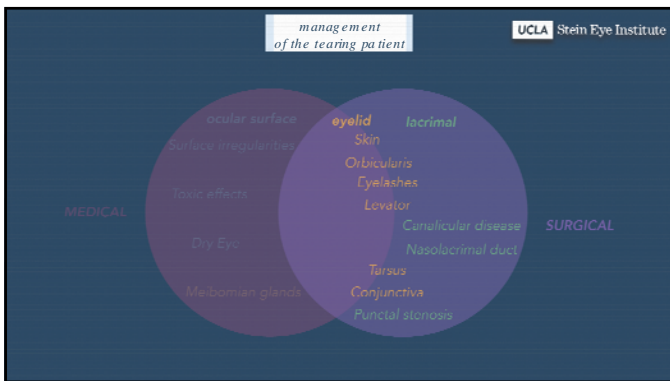 management
of the tearing patient
UCLA Stein Eye Institute
ocular surface
eyelid
lacrimal
Surface irregularities
Skin
Orbicularis
Toxic effects
Eyelashes
Levator
MEDICAL
Canalicular disease
SURGICAL
Dry Eye
Nasolacrimal duct
Tarsus
Meibomian glands
Conjunctiva
Punctal stenosis